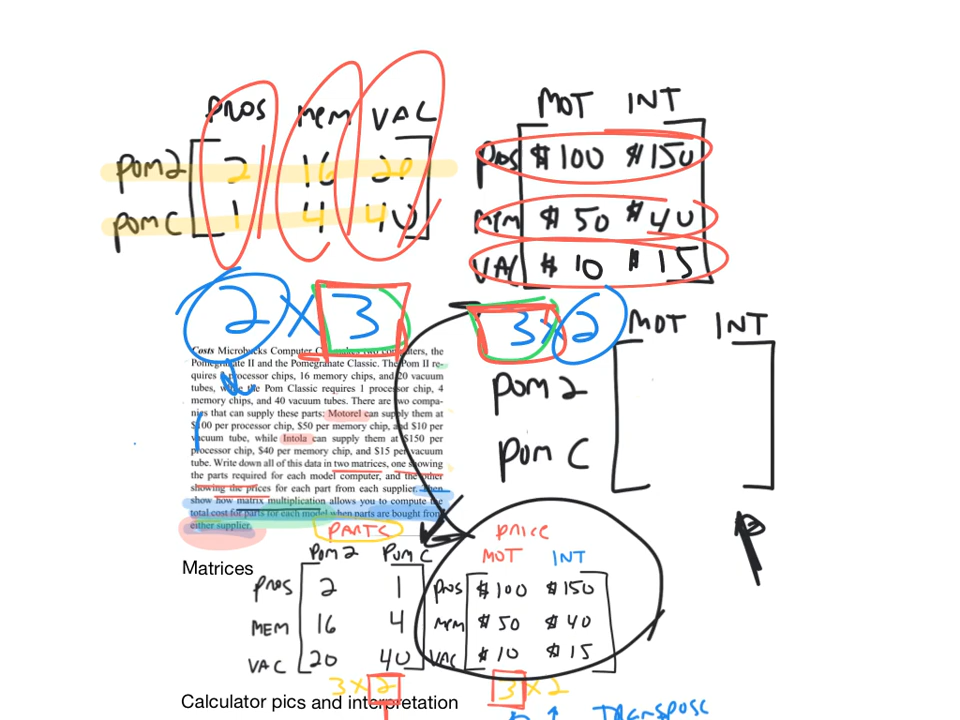 PROS MEM VAC
POM2 2 16 20
POM C 1 4 40
MOT INT
PROS $100 $150
MEM $50 $40
VAC $10 $15
2 X 3
3 X 2
MOT INT
POM 2
POM C
Costs Microbucks Computer Co. makes two computers, the
Pomegranate II and the Pomegranate Classic. The Pom II re-
quires 2 processor chips, 16 memory chips, and 20 vacuum
tubes, while the Pom Classic requires 1 processor chip, 4
memory chips, and 40 vacuum tubes. There are two compa-
nies that can supply these parts: Motorel can supply them at
$100 per processor chip, $50 per memory chip, and $10 per
vacuum tube, while Intola can supply them at $150 per
processor chip, $40 per memory chip, and $15 per vacuum
tube. Write down all of this data in two matrices, one showing
the parts required for each model computer, and the other
showing the prices for each part from each supplier. Then
show how matrix multiplication allows you to compute the
total cost for parts for each model when parts are bought from
either supplier.
PARTS
POM 2 POM C
PROS 2 1
MEM 16 4
VAC 20 40
3 X 2
PRICE
MOT INT
PROS $100 $150
MEM $50 $40
VAC $10 $15
3 X 2
Matrices
Calculator pics and interpretation
TRANSPOSE